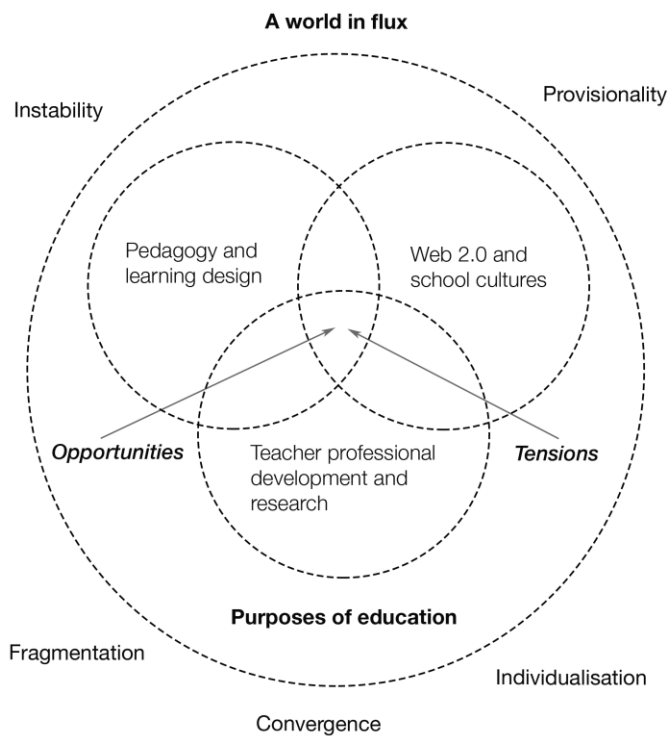 A world in flux
Instability
Provisionality
Pedagogy and
learning design
Web 2.0 and
school cultures
Opportunities
Teacher professional
development and
research
Tensions
Purposes of education
Fragmentation
Individualisation
Convergence